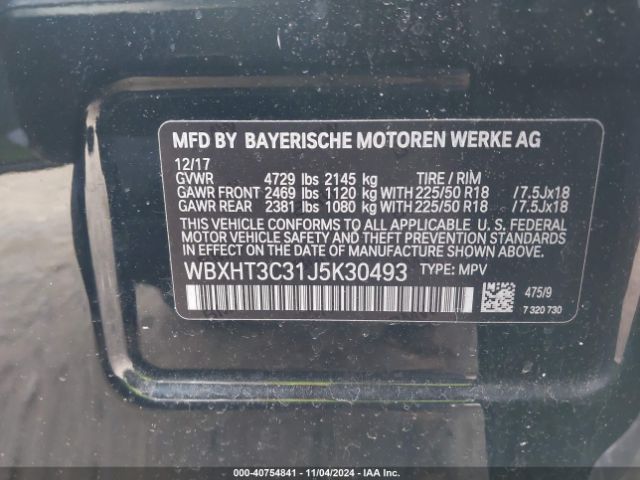 MFD BY BAYERISCHE MOTOREN WERKE AG
12/17
GVWR 4729 lbs 2145 kg TIRE / RIM
GAWR FRONT 2469 lbs 1120 kg WITH 225/50 R18 /7.5Jx18
GAWR REAR 2381 lbs 1080 kg WITH 225/50 R18 /7.5Jx18
THIS VEHICLE CONFORMS TO ALL APPLICABLE U. S. FEDERAL
MOTOR VEHICLE SAFETY, BUMPER, AND THEFT PREVENTION
STANDARDS IN EFFECT ON THE DATE OF MANUFACTURE
SHOWN ABOVE.
WBXHT3C31J5K30493 TYPE: MPV
475/9
7 320 730
000-40754841 - 11/04/2024 - IAA Inc.